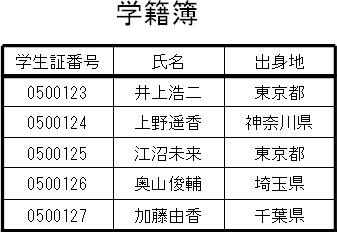 学籍簿
学生証番号 氏名 出身地
0500123 井上浩二 東京都
0500124 上野遥香 神奈川県
0500125 江沼未来 東京都
0500126 奥山俊輔 埼玉県
0500127 加藤由香 千葉県